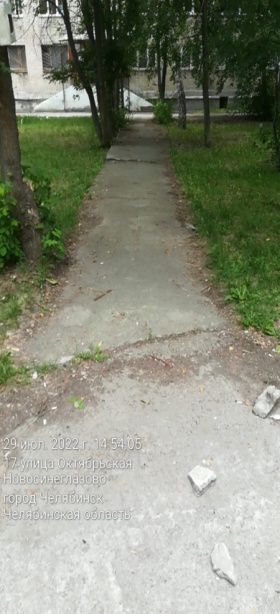 29 июл. 2022 г. 14:54:05
17 улица Октябрьская
Новосинеглазово
город Челябинск
Челябинская область